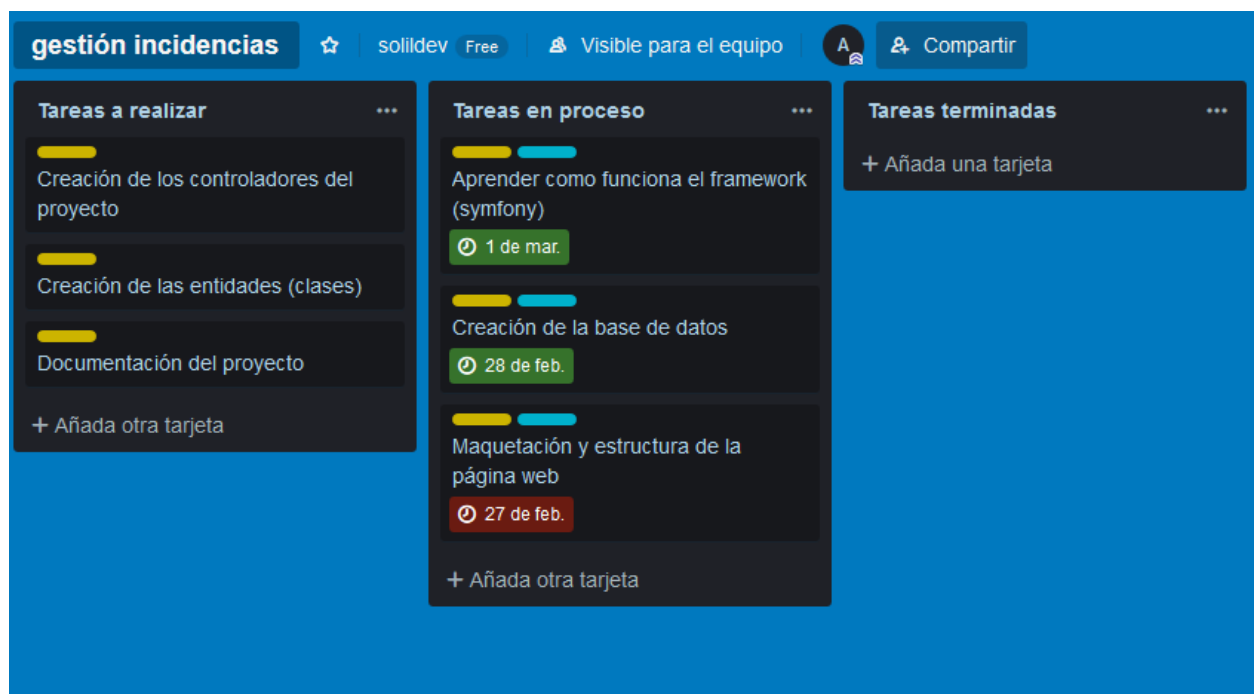 gestión incidencias
solildev Free
Visible para el equipo
A
Compartir
Tareas a realizar
Creación de los controladores del
proyecto
Creación de las entidades (clases)
Documentación del proyecto
+ Añada otra tarjeta
Tareas en proceso
Aprender como funciona el framework
(symfony)
1 de mar.
Creación de la base de datos
28 de feb.
Maquetación y estructura de la
página web
27 de feb.
+ Añada otra tarjeta
Tareas terminadas
+ Añada una tarjeta